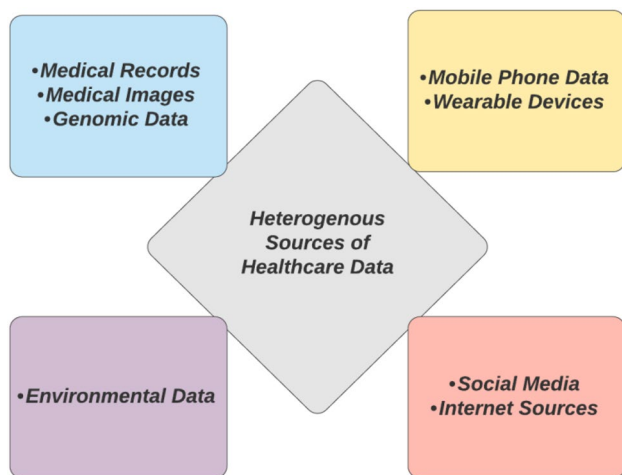 •Medical Records
•Medical Images
•Genomic Data
•Mobile Phone Data
•Wearable Devices
Heterogenous
Sources of
Healthcare Data
•Environmental Data
•Social Media
•Internet Sources